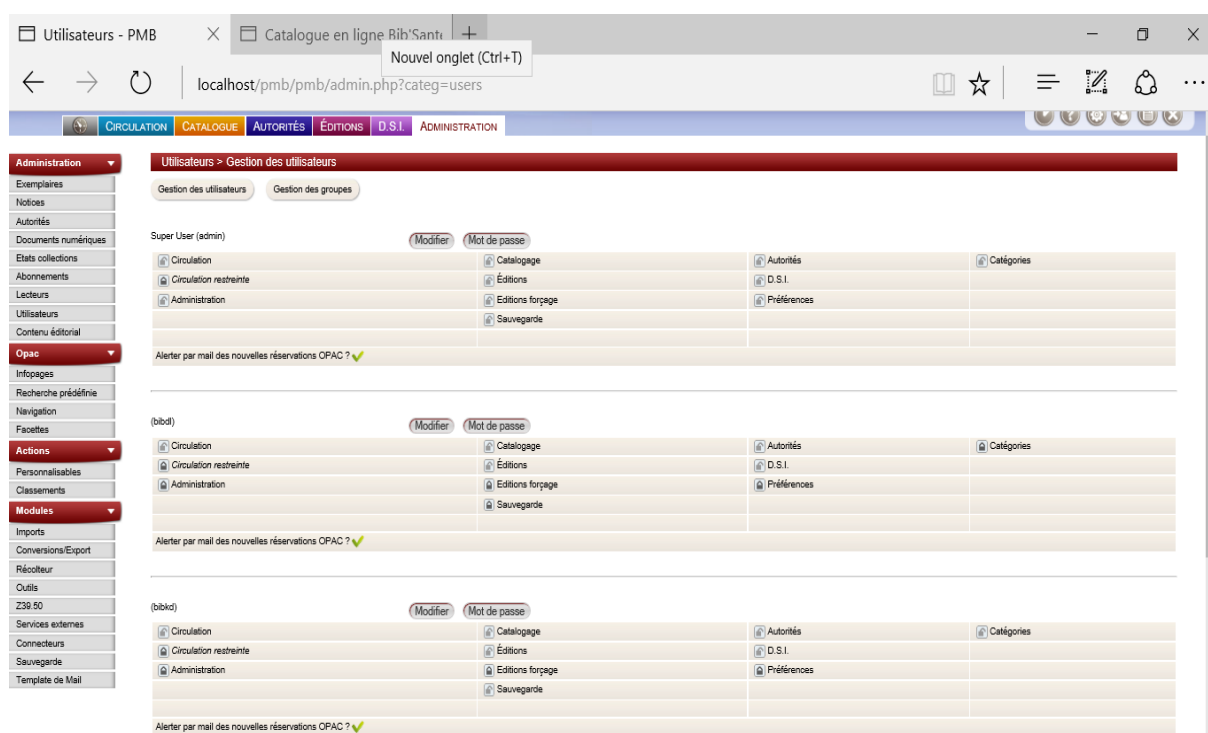 Utilisateurs - PMB
Catalogue en ligne Bib'Santé
Nouvel onglet (Ctrl+T)
localhost/pmb/pmb/admin.php?categ=users
CIRCULATION CATALOGUE AUTORITÉS ÉDITIONS D.S.I. ADMINISTRATION
Administration
Exemplaires
Notices
Autorités
Documents numériques
Etats collections
Abonnements
Lecteurs
Utilisateurs
Contenu éditorial
Opac
Infopages
Recherche prédéfinie
Navigation
Facettes
Actions
Personnalisables
Classements
Modules
Imports
Conversions/Export
Récolteur
Outils
Z39.50
Services externes
Connecteurs
Sauvegarde
Template de Mail
Utilisateurs > Gestion des utilisateurs
Gestion des utilisateurs Gestion des groupes
Super User (admin) Modifier Mot de passe
Circulation Catalogage Autorités Catégories
Circulation restreinte Éditions D.S.I.
Administration Editions forçage Préférences
Sauvegarde
Alerter par mail des nouvelles réservations OPAC ?
(bibdl) Modifier Mot de passe
Circulation Catalogage Autorités Catégories
Circulation restreinte Éditions D.S.I.
Administration Editions forçage Préférences
Sauvegarde
Alerter par mail des nouvelles réservations OPAC ?
(bibkd) Modifier Mot de passe
Circulation Catalogage Autorités Catégories
Circulation restreinte Éditions D.S.I.
Administration Editions forçage Préférences
Sauvegarde
Alerter par mail des nouvelles réservations OPAC ?